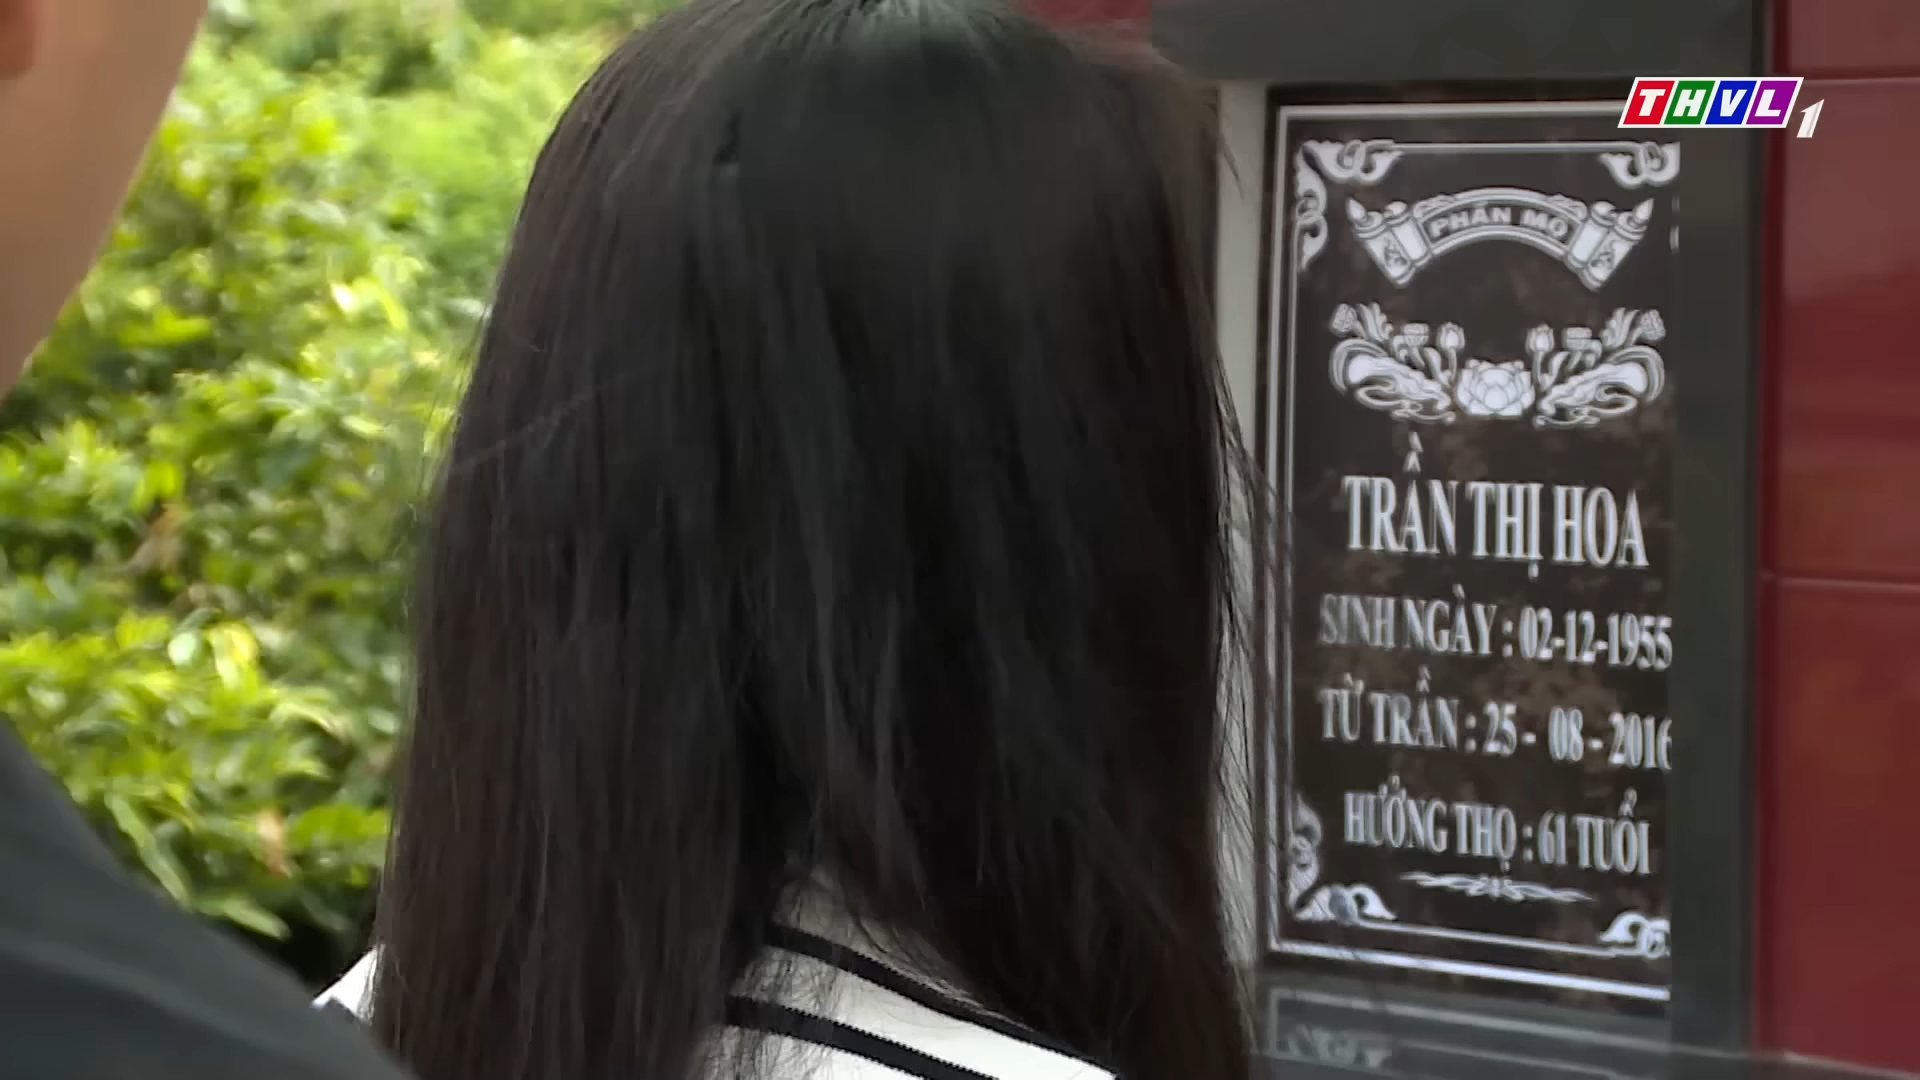 THVL1
PHẦN MỘ
TRẦN THỊ HOA
SINH NGÀY : 02-12-1955
TỪ TRẦN : 25 - 08 - 2016
HƯỞNG THỌ : 61 TUỔI